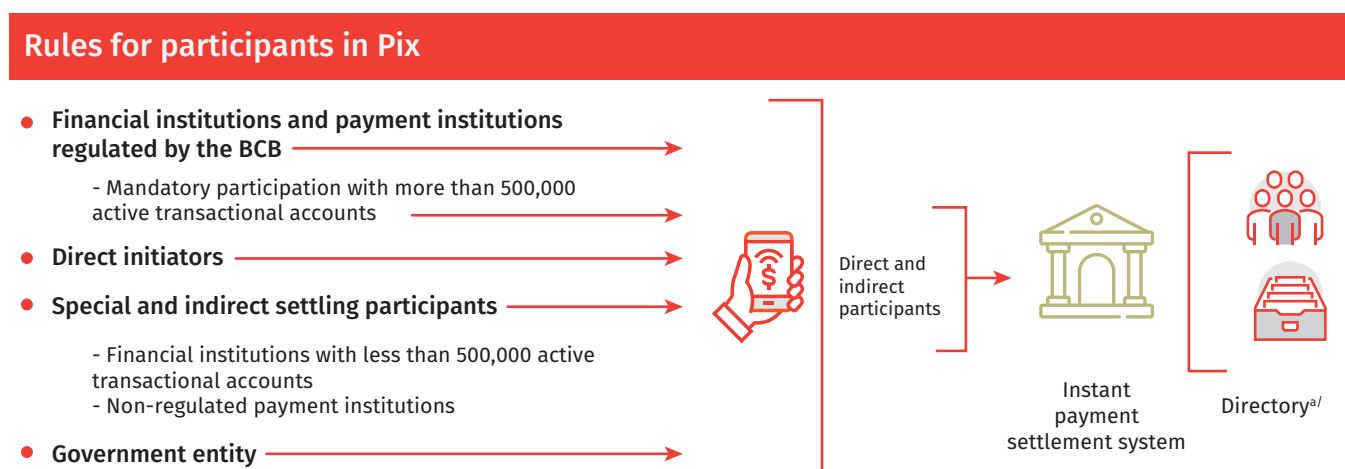 Rules for participants in Pix
Financial institutions and payment institutions
regulated by the BCB
- Mandatory participation with more than 500,000
active transactional accounts
Direct initiators
Special and indirect settling participants
- Financial institutions with less than 500,000 active
transactional accounts
- Non-regulated payment institutions
Government entity
$
Direct and
indirect
participants
Instant
payment
settlement system
Directoryᵃ/